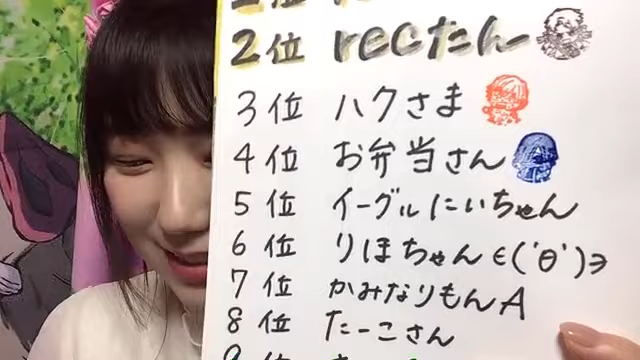 2位 recたん
3位 ハクさま
4位 お弁当さん
5位 イーグルにいちゃん
6位 りほちゃん∈('θ')∋
7位 かみなりもんA
8位 たーこさん